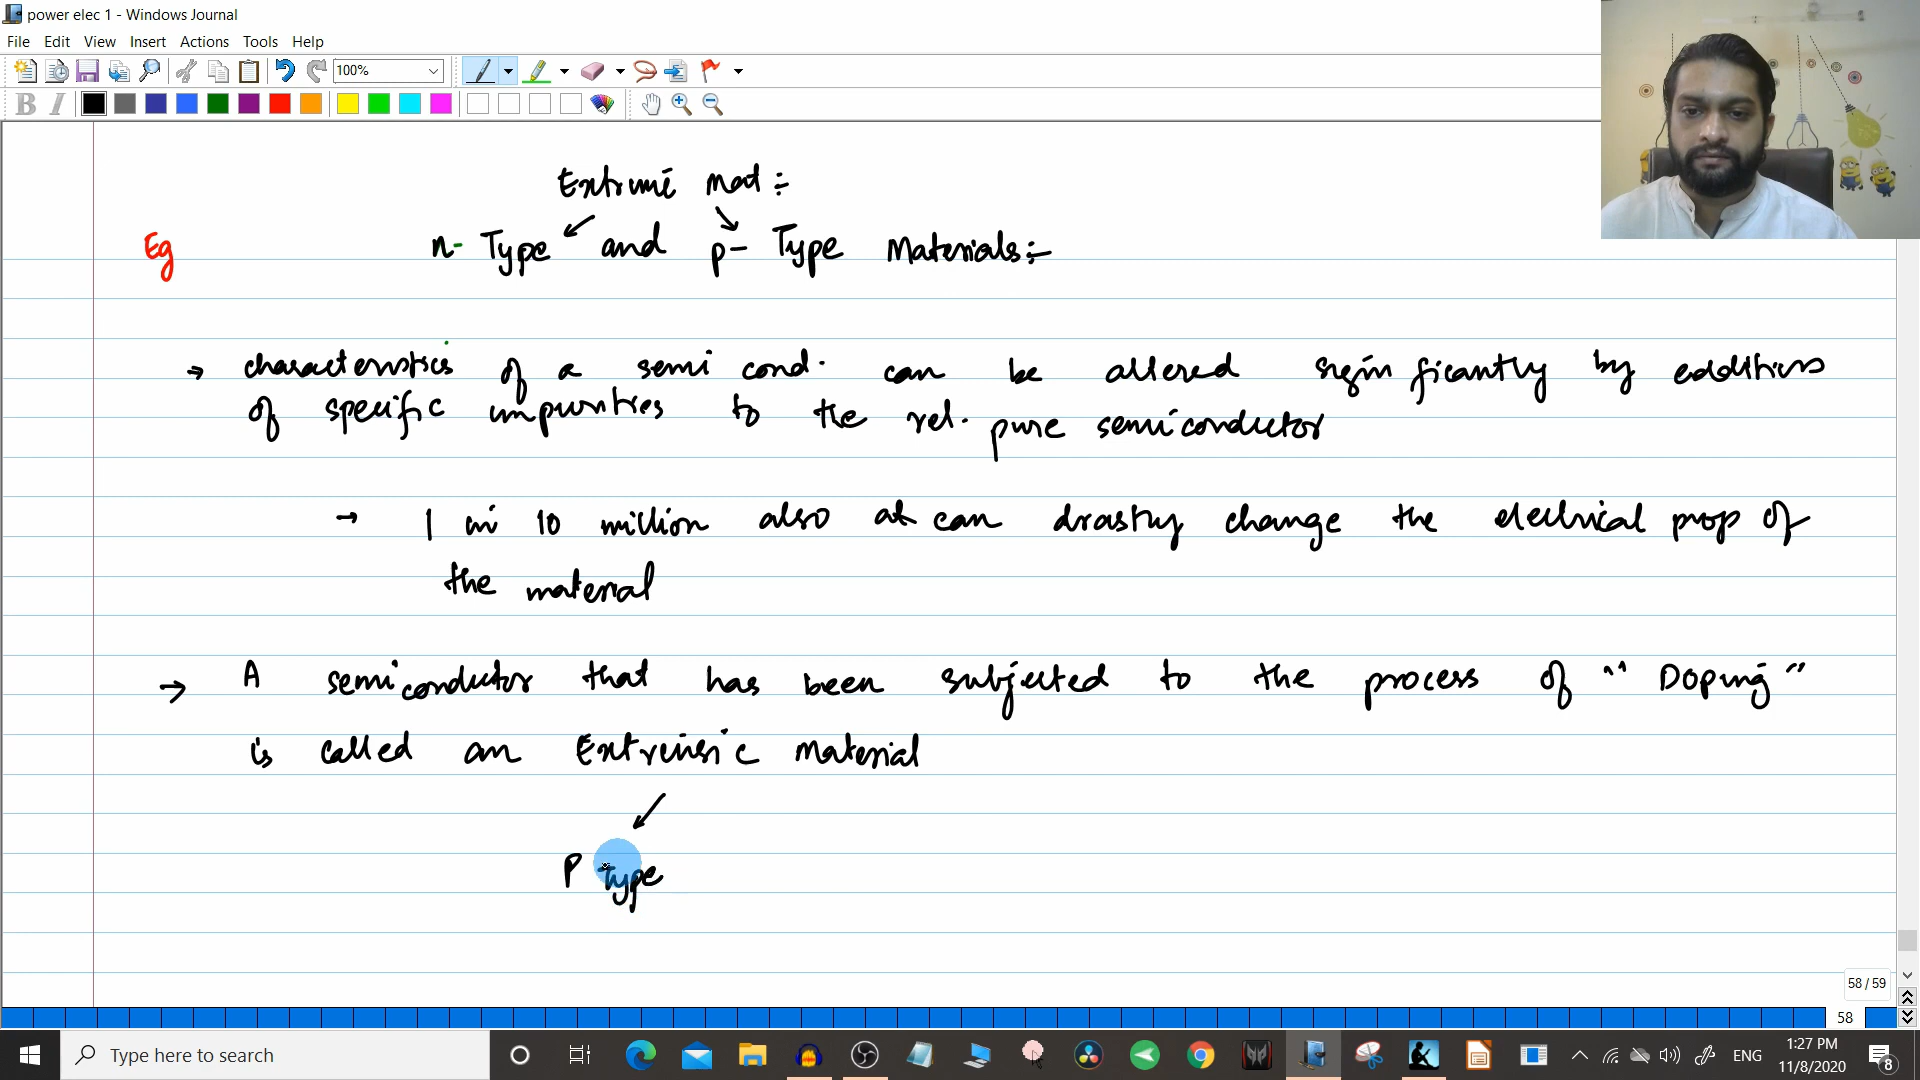 power elec 1 - Windows Journal
File Edit View Insert Actions Tools Help
100%
B I
Extrinsic Mat :-
Eg n- Type and p- Type Materials:-
→ characteristics of a semi cond. can be altered significantly by additions
of specific impurities to the rel. pure semiconductor
→ 1 in 10 million also at can drasty change the electrical prop of
the material
→ A semiconductor that has been subjected to the process of "Doping"
is called an Extrinsic Material
P type
58 / 59
58
Type here to search
ENG
1:27 PM
11/8/2020
8